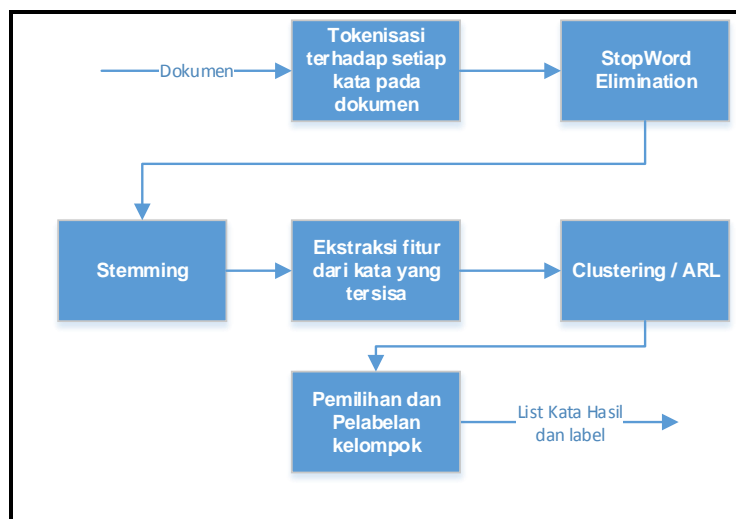 Dokumen
Tokenisasi
terhadap setiap
kata pada
dokumen
StopWord
Elimination
Stemming
Ekstraksi fitur
dari kata yang
tersisa
Clustering / ARL
Pemilihan dan
Pelabelan
kelompok
List Kata Hasil
dan label